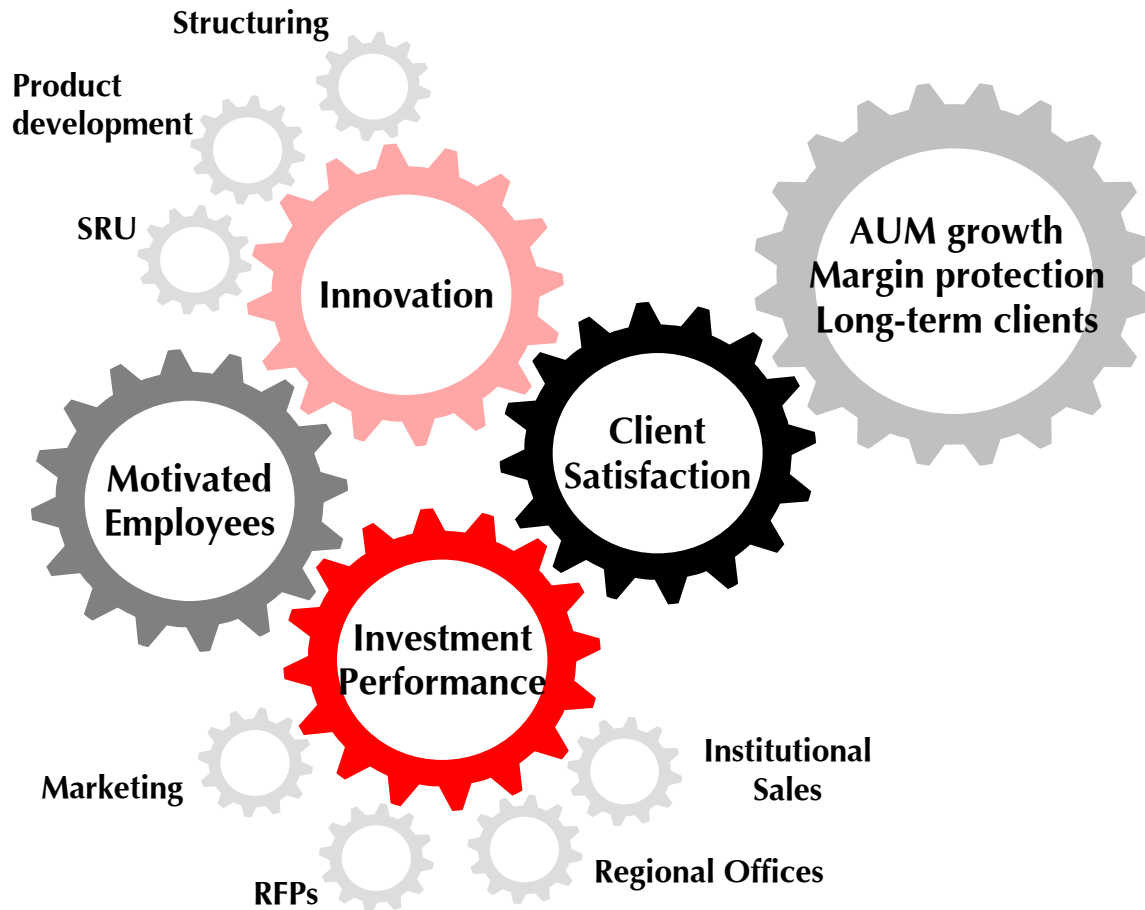 Structuring
Product
development
SRU
Innovation
AUM growth
Margin protection
Long-term clients
Client
Satisfaction
Motivated
Employees
Investment
Performance
Marketing
Institutional
Sales
RFPs
Regional Offices